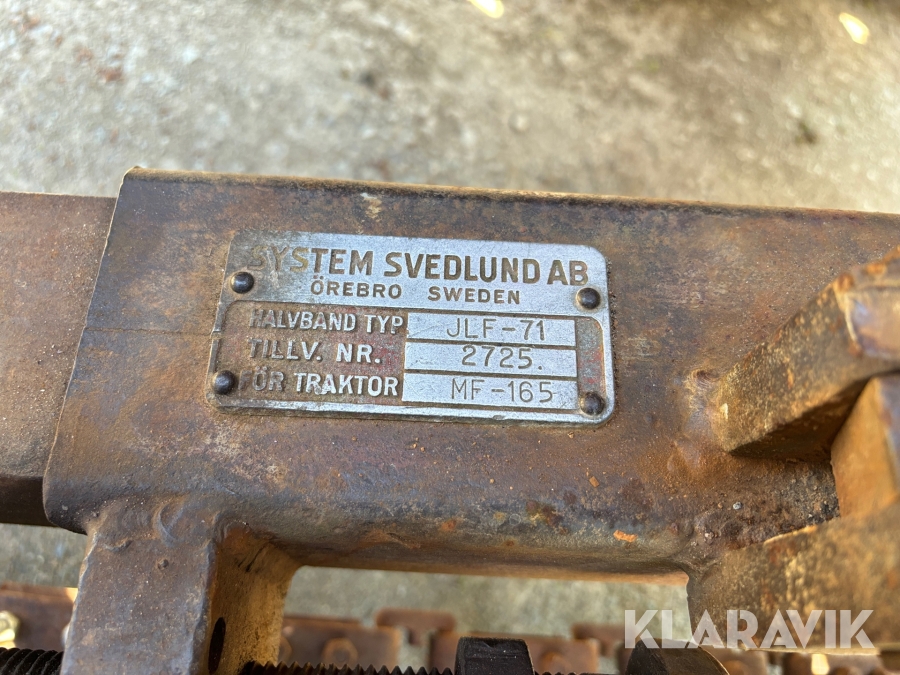 SYSTEM SVEDLUND AB
ÖREBRO SWEDEN
HALVBAND TYP. JLF-71
TILLV. NR. 2725.
FÖR TRAKTOR MF-165
KLARAVIK